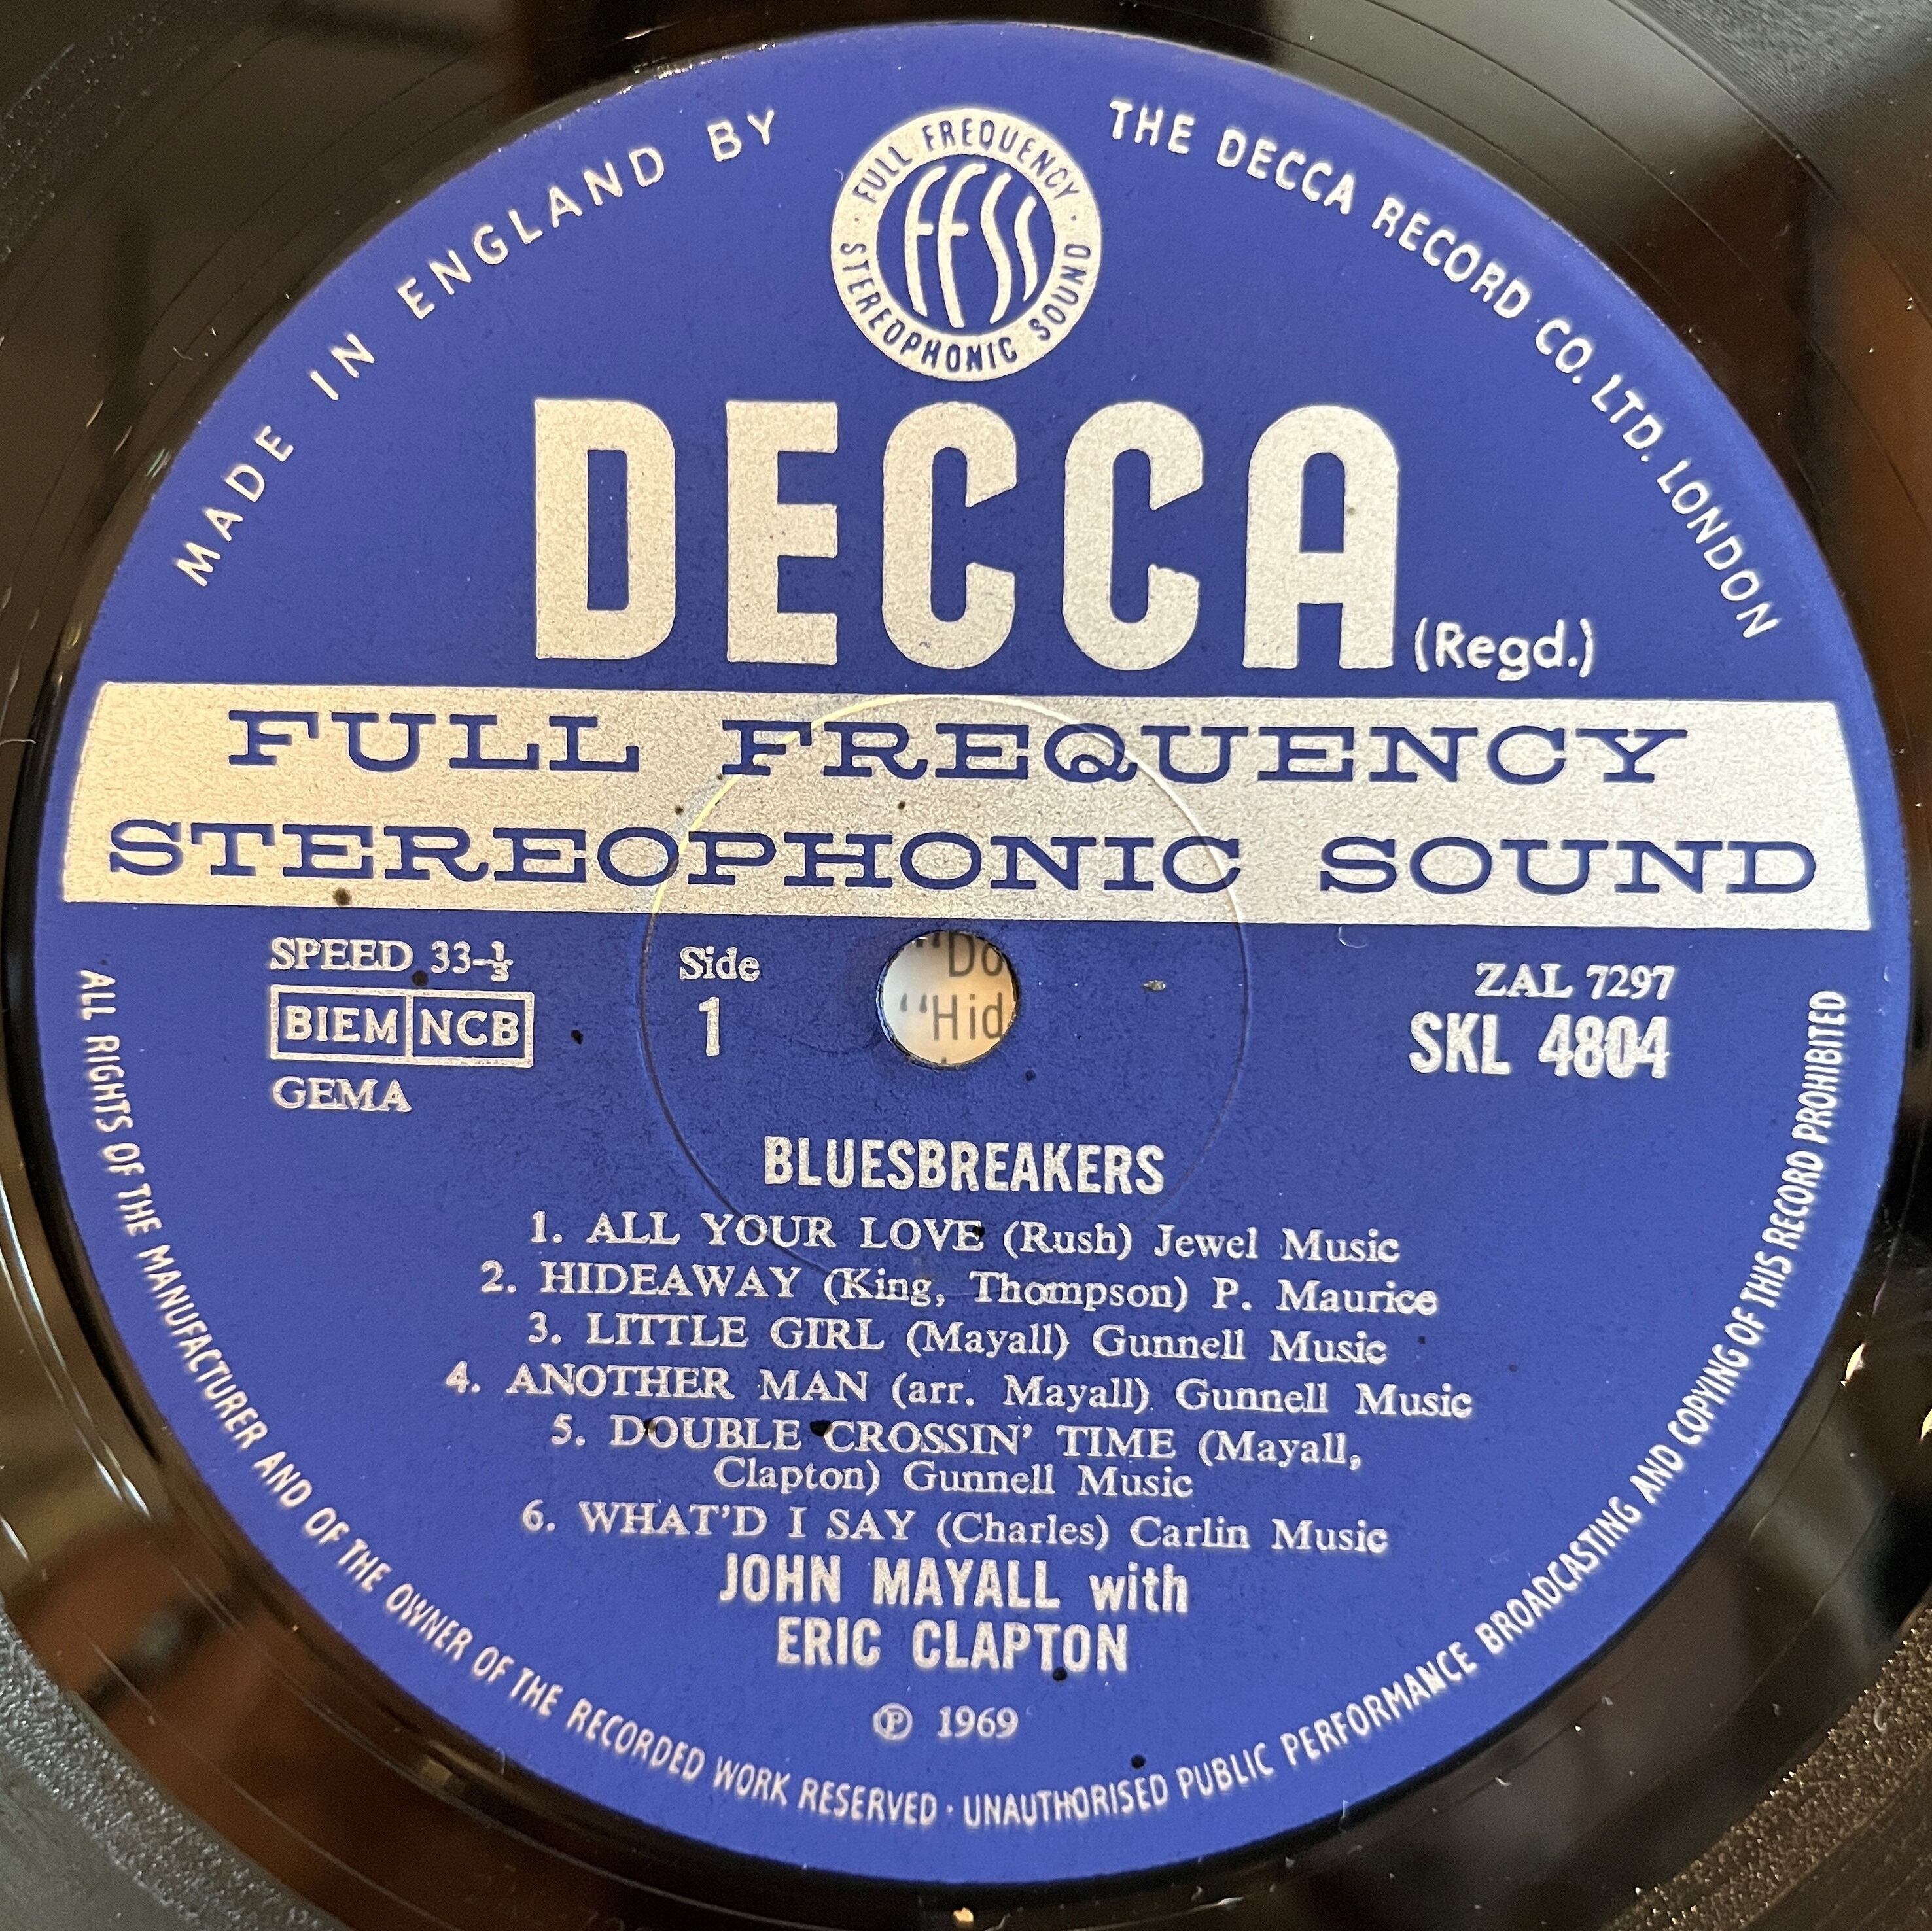 MADE IN ENGLAND BY
THE DECCA RECORD CO. LTD. LONDON
FULL FREQUENCY
FFSS
STEREOPHONIC SOUND
DECCA
(Regd.)
FULL FREQUENCY
STEREOPHONIC SOUND
SPEED 33-⅓
BIEM NCB
GEMA
Side
1
"Do
"Hid
ZAL 7297
SKL 4804
BLUESBREAKERS
1. ALL YOUR LOVE (Rush) Jewel Music
2. HIDEAWAY (King, Thompson) P. Maurice
3. LITTLE GIRL (Mayall) Gunnell Music
4. ANOTHER MAN (arr. Mayall) Gunnell Music
5. DOUBLE CROSSIN' TIME (Mayall,
Clapton) Gunnell Music
6. WHAT'D I SAY (Charles) Carlin Music
JOHN MAYALL with
ERIC CLAPTON
℗ 1969
ALL RIGHTS OF THE MANUFACTURER AND OF THE OWNER OF THE RECORDED WORK RESERVED · UNAUTHORISED PUBLIC PERFORMANCE BROADCASTING AND COPYING OF THIS RECORD PROHIBITED